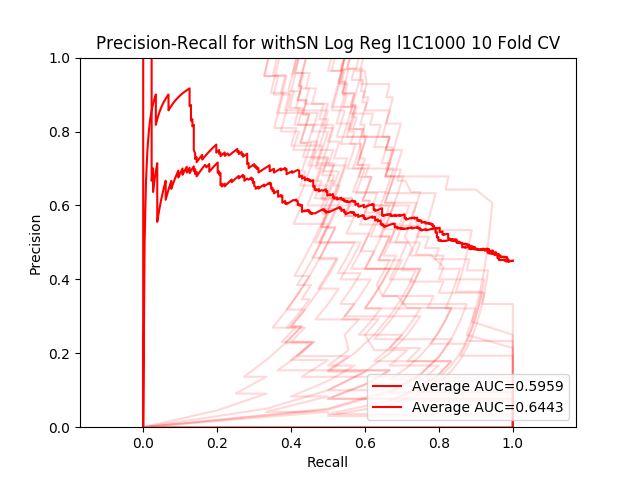 Precision-Recall for withSN Log Reg l1C1000 10 Fold CV
1.0
0.8
0.6
0.4
0.2
0.0
Precision
0.0 0.2 0.4 0.6 0.8 1.0
Recall
Average AUC=0.5959
Average AUC=0.6443